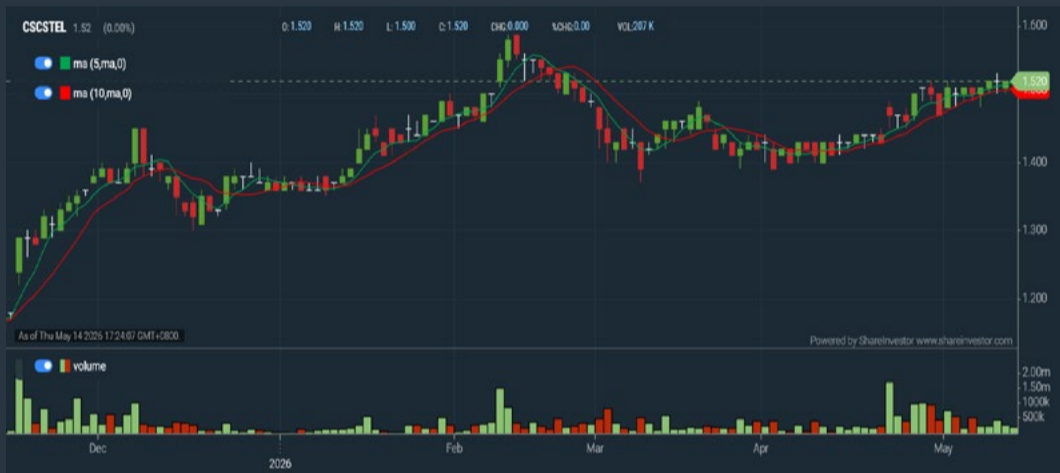 CSCSTEL 1.52 (0.00%) O:1.520 H:1.520 L:1.500 C:1.520 CHG:0.000 %CHG:0.00 VOL:207 K
ma (5,ma,0)
ma (10,ma,0)
1.600
1.520
1.400
1.300
1.200
As of Thu May 14 2026 17:24:07 GMT+0800.
Powered by ShareInvestor www.shareinvestor.com
volume
2.00m
1.50m
1000k
500k
Dec 2026 Feb Mar Apr May